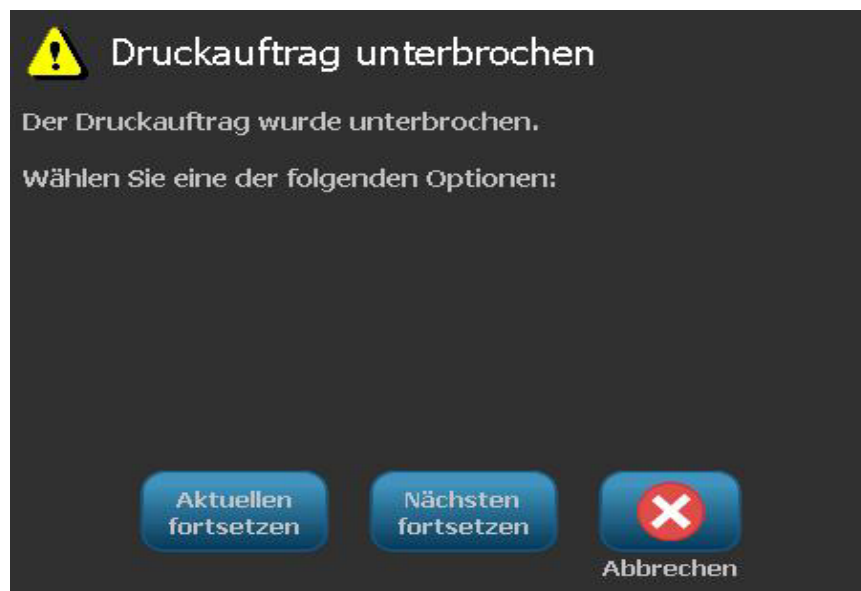 Druckauftrag unterbrochen
Der Druckauftrag wurde unterbrochen.
Wählen Sie eine der folgenden Optionen:
Aktuellen
fortsetzen
Nächsten
fortsetzen
Abbrechen